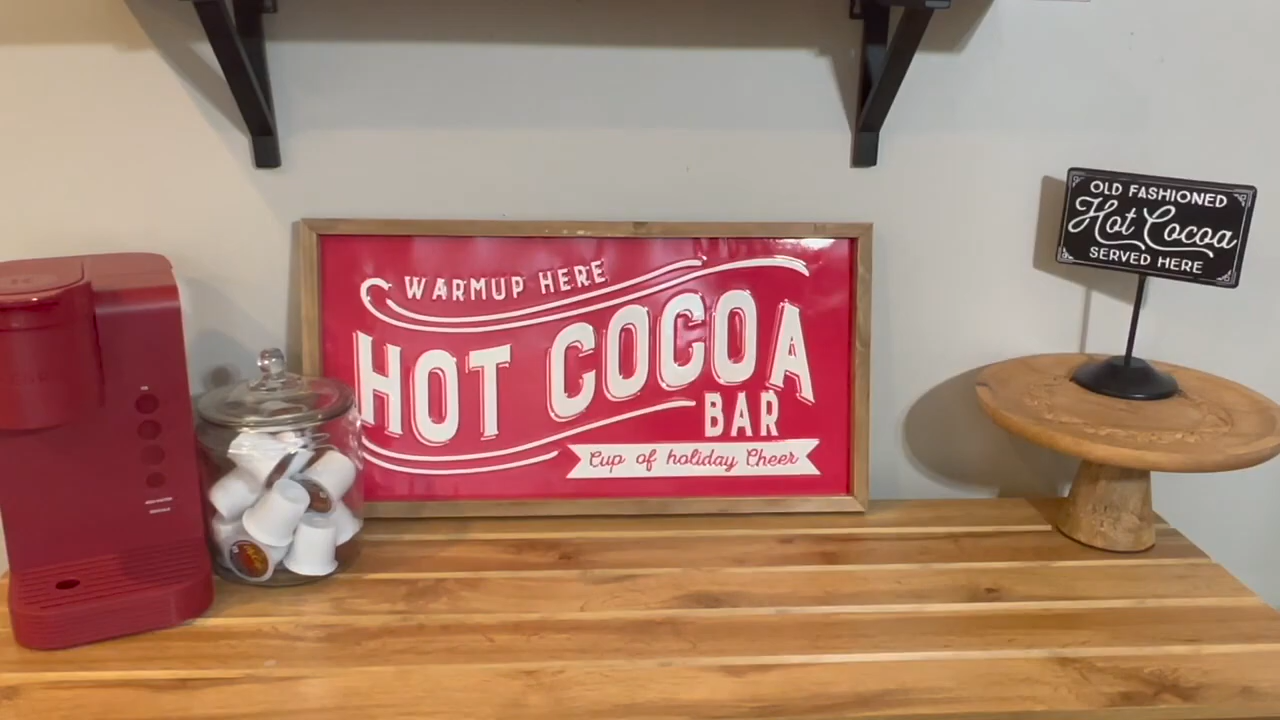 WARMUP HERE
HOT COCOA
BAR
Cup of holiday Cheer
OLD FASHIONED
Hot Cocoa
SERVED HERE